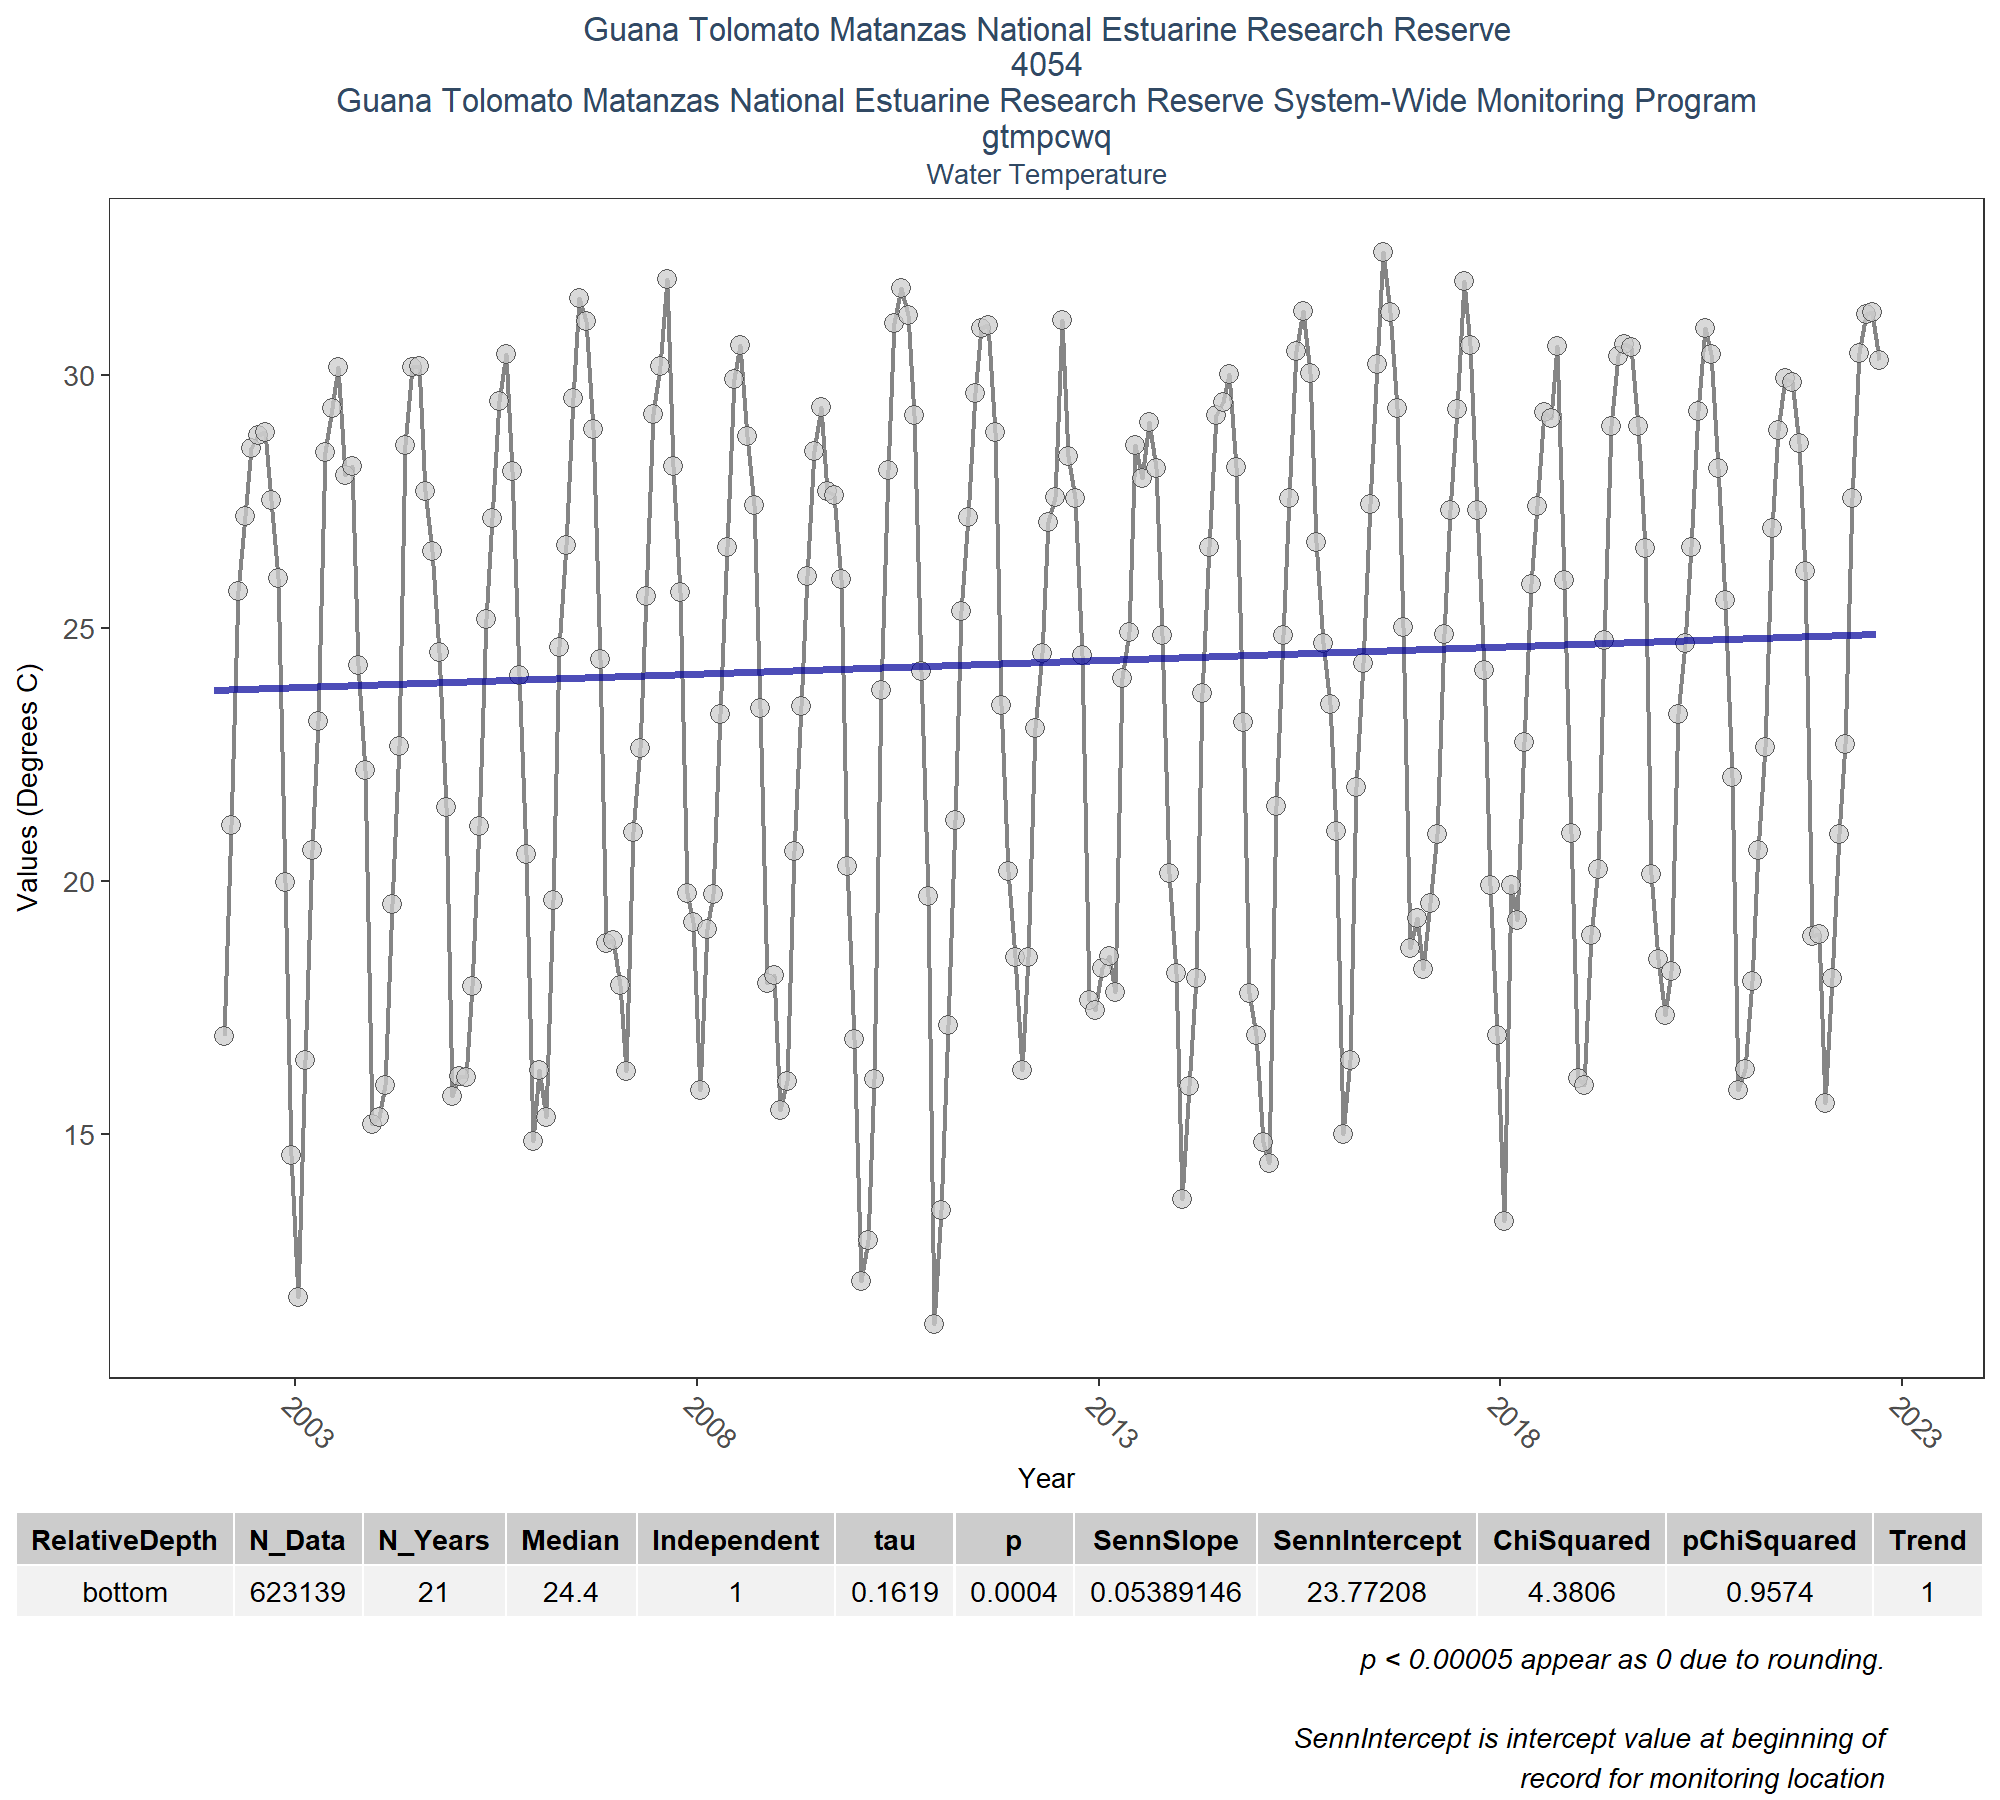 Guana Tolomato Matanzas National Estuarine Research Reserve
4054
Guana Tolomato Matanzas National Estuarine Research Reserve System-Wide Monitoring Program
gtmpcwq
Water Temperature
Values (Degrees C)
30
25
20
15
2003 2008 2013 2018 2023
Year
RelativeDepth N_Data N_Years Median Independent tau p SennSlope SennIntercept ChiSquared pChiSquared Trend
bottom 623139 21 24.4 1 0.1619 0.0004 0.05389146 23.77208 4.3806 0.9574 1
p < 0.00005 appear as 0 due to rounding.
SennIntercept is intercept value at beginning of
record for monitoring location